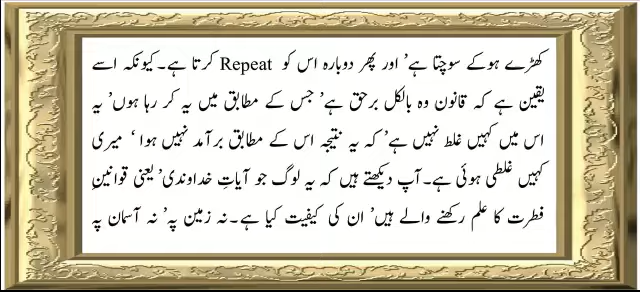 کھڑے ہوکے سوچتا ہے’ اور پھر دوبارہ اس کو Repeat کرتا ہے۔کیونکہ اسے
یقین ہے کہ قانون وہ بالکل برحق ہے’ جس کے مطابق میں یہ کر رہا ہوں’ یہ
اس میں کہیں غلط نہیں ہے’ کہ یہ نتیجہ اس کے مطابق برآمد نہیں ہوا ‘ میری
کہیں غلطی ہوئی ہے۔آپ دیکھتے ہیں کہ یہ لوگ جو آیاتِ خداوندی’ یعنی قوانینِ
فطرت کا علم رکھنے والے ہیں’ ان کی کیفیت کیا ہے۔نہ زمین پہ’ نہ آسمان پہ